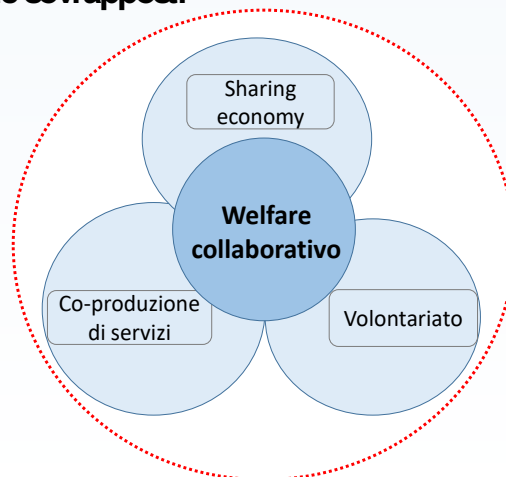 Sharing
economy
Welfare
collaborativo
Co-produzione
di servizi
Volontariato